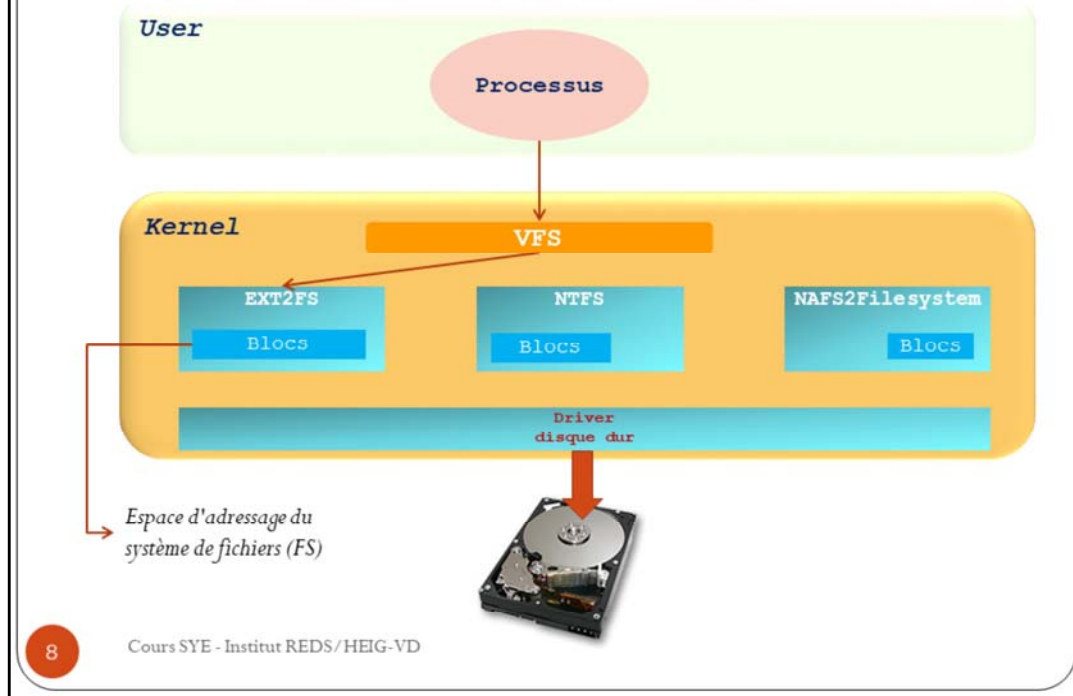 User
Processus
Kernel
VFS
EXT2FS
NTFS
NAFS2Filesystem
Blocs
Blocs
Blocs
Driver
disque dur
Espace d'adressage du
système de fichiers (FS)
8
Cours SYE - Institut REDS/HEIG-VD